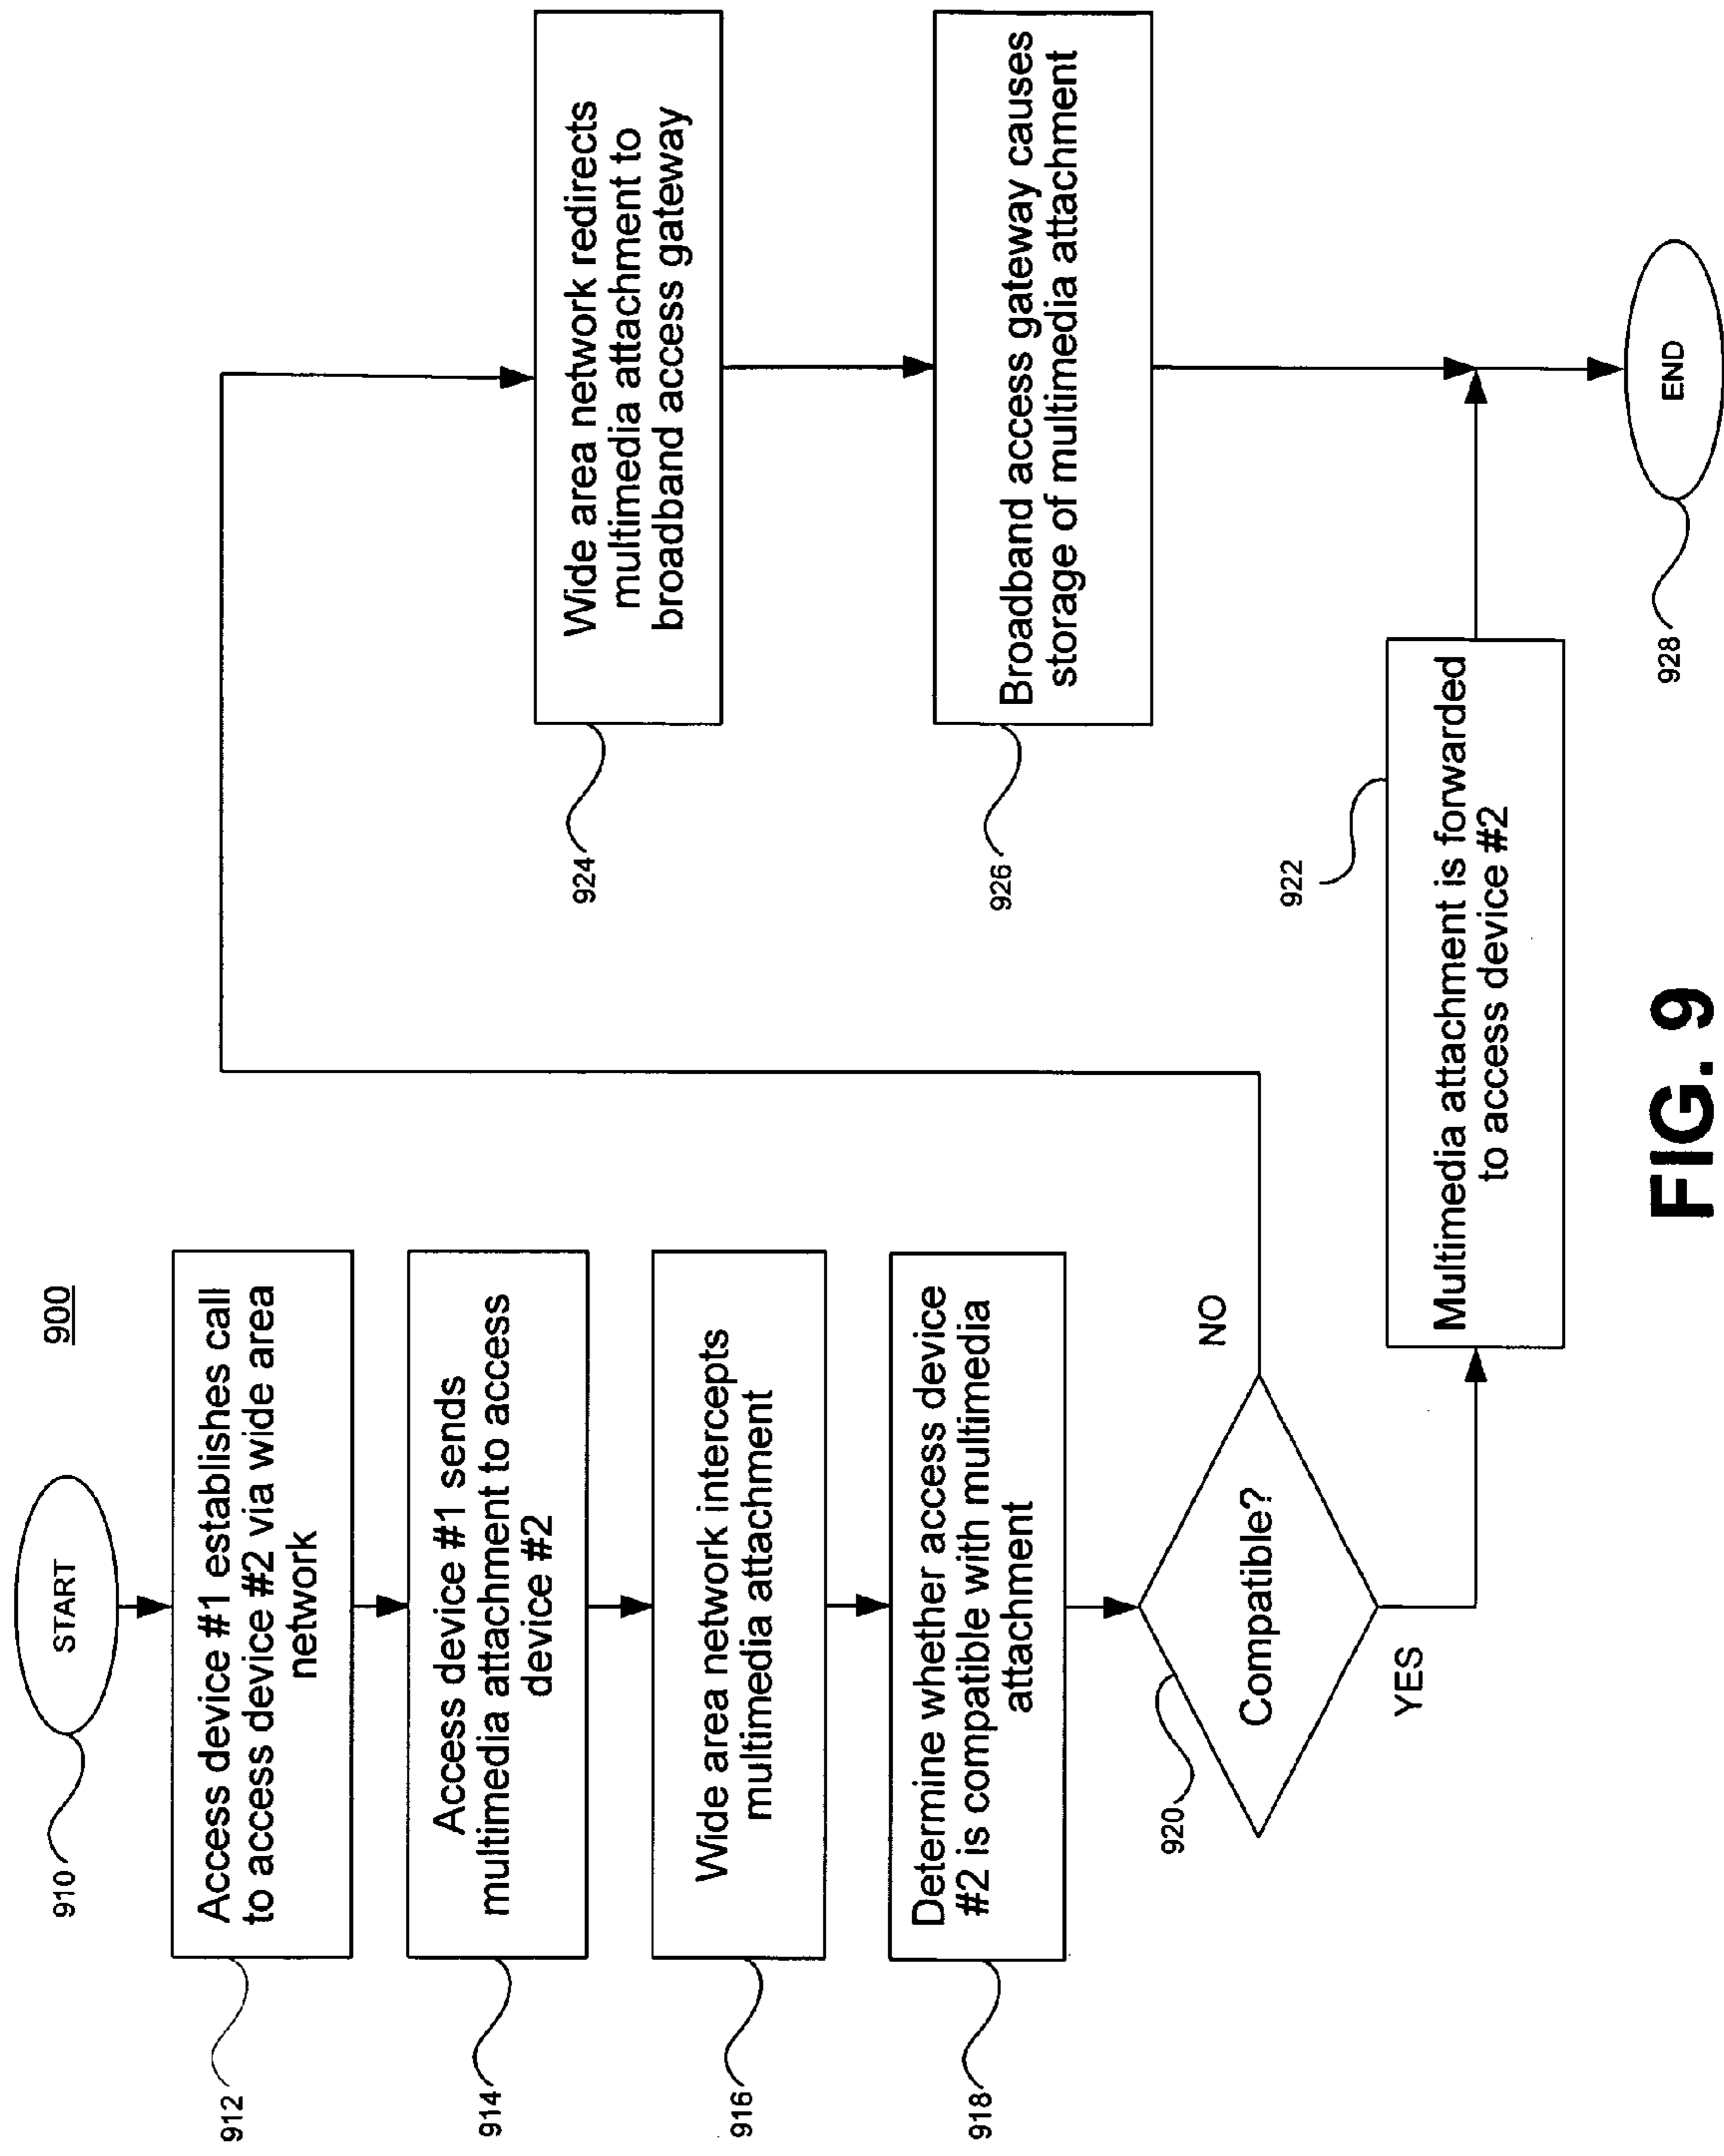 900
START
910
Access device #1 establishes call
to access device #2 via wide area
network
912
Access device #1 sends
multimedia attachment to access
device #2
914
Wide area network intercepts
multimedia attachment
916
Determine whether access device
#2 is compatible with multimedia
attachment
918
Compatible?
920
NO
YES
Multimedia attachment is forwarded
to access device #2
922
Wide area network redirects
multimedia attachment to
broadband access gateway
924
Broadband access gateway causes
storage of multimedia attachment
926
END
928
FIG. 9